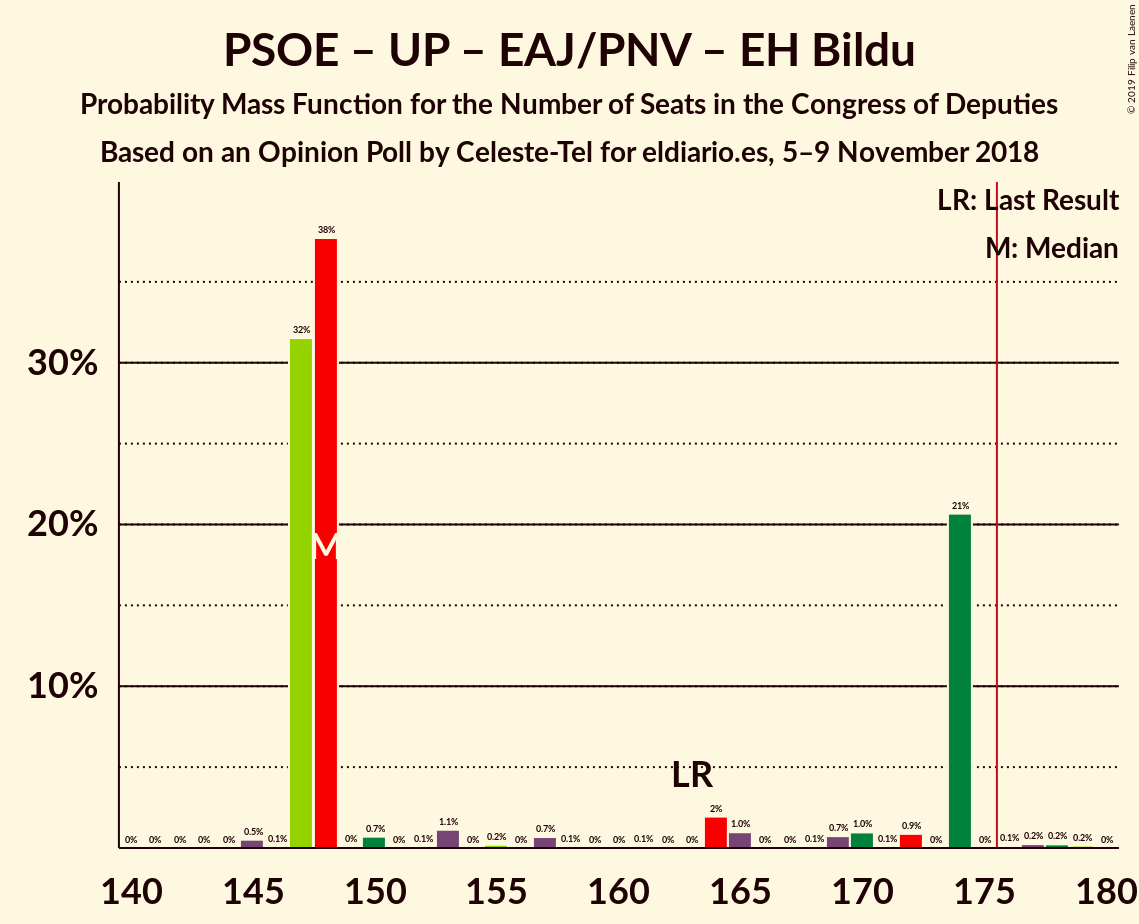 PSOE – UP – EAJ/PNV – EH Bildu
Probability Mass Function for the Number of Seats in the Congress of Deputies
Based on an Opinion Poll by Celeste-Tel for eldiario.es, 5–9 November 2018
© 2019 Filip van Laenen
LR: Last Result
M: Median
30%
20%
10%
0% 0% 0% 0% 0% 0.5% 0.1% 32% 38% 0% 0.7% 0% 0.1% 1.1% 0% 0.2% 0% 0.7% 0.1% 0% 0% 0.1% 0% 0% 2% 1.0% 0% 0% 0.1% 0.7% 1.0% 0.1% 0.9% 0% 21% 0% 0.1% 0.2% 0.2% 0.2% 0%
M
LR
140 145 150 155 160 165 170 175 180